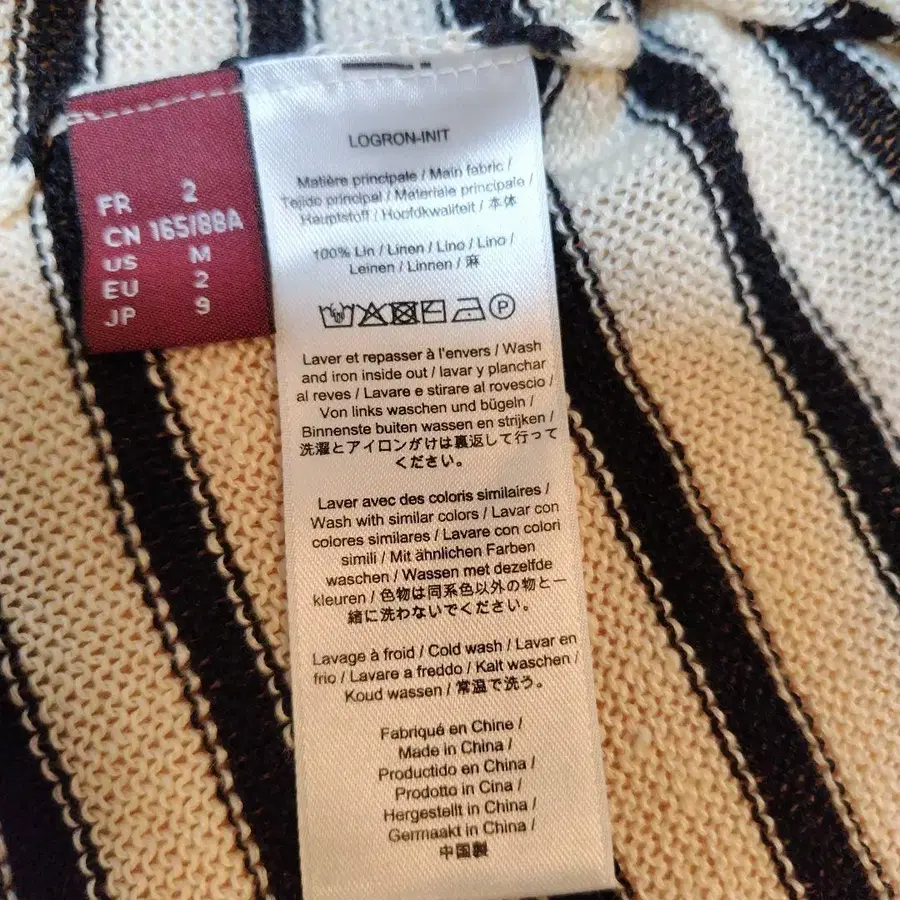 FR 2
CN 165/88A
US M
EU 2
JP 9
LOGRON-INIT
Matière principale / Main fabric /
Tejido principal / Materiale principale /
Hauptstoff / Hoofdkwaliteit / 本体
100% Lin / Linen / Lino / Lino /
Leinen / Linnen / 麻
P
Laver et repasser à l'envers / Wash
and iron inside out / lavar y planchar
al reves / Lavare e stirare al rovescio /
Von links waschen und bügeln /
Binnenste buiten wassen en strijken /
洗濯とアイロンがけは裏返して行って
ください。
Laver avec des coloris similaires /
Wash with similar colors / Lavar con
colores similares / Lavare con colori
simili / Mit ähnlichen Farben
waschen / Wassen met dezelfde
kleuren / 色物は同系色以外の物と一
緒に洗わないでください。
Lavage à froid / Cold wash / Lavar en
frio / Lavare a freddo / Kalt waschen /
Koud wassen / 常温で洗う。
Fabriqué en Chine /
Made in China /
Productido en China /
Prodotto in Cina /
Hergestellt in China /
Germaakt in China /
中国製